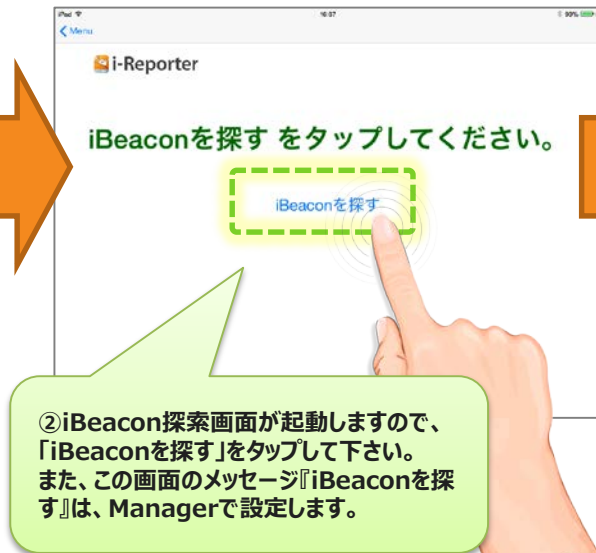 iPad 16:07 99%
Menu
i-Reporter
iBeaconを探す をタップしてください。
iBeaconを探す
②iBeacon探索画面が起動しますので、
「iBeaconを探す」をタップして下さい。
また、この画面のメッセージ『iBeaconを探
す』は、Managerで設定します。